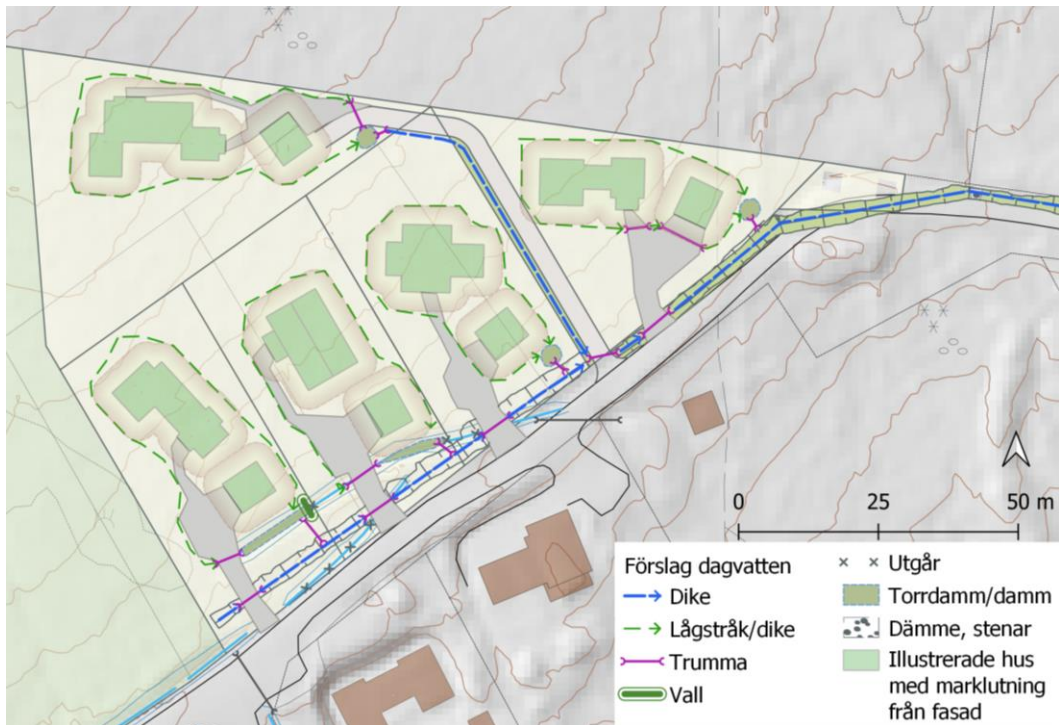 0 25 50 m
Förslag dagvatten
Dike
Lågstråk/dike
Trumma
Vall
Utgår
Torrdamm/damm
Dämme, stenar
Illustrerade hus
med marklutning
från fasad